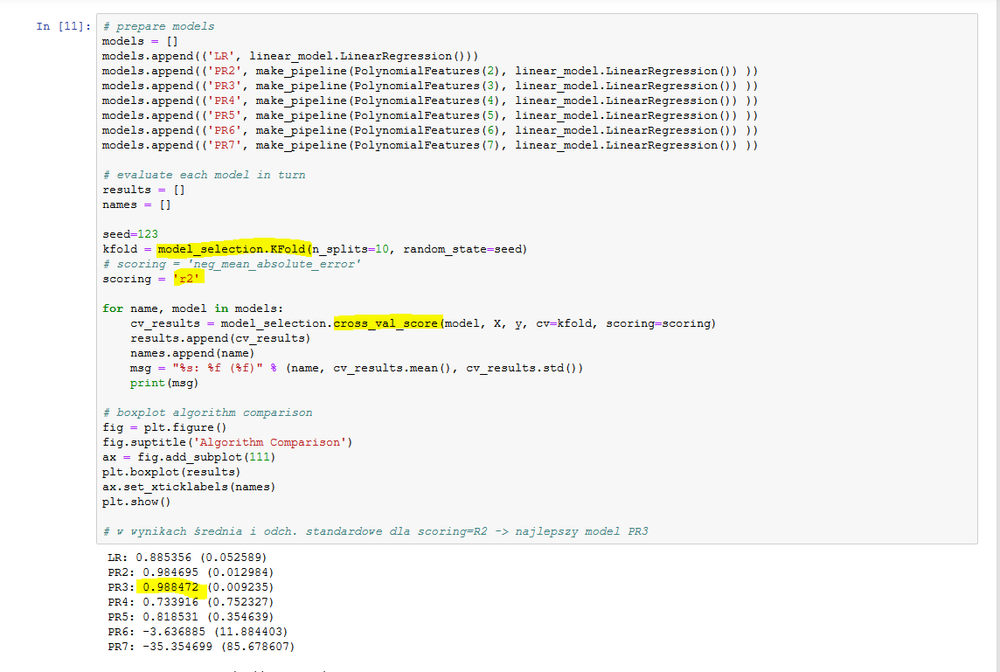 In [11]:
# prepare models
models = []
models.append(('LR', linear_model.LinearRegression()))
models.append(('PR2', make_pipeline(PolynomialFeatures(2), linear_model.LinearRegression()) ))
models.append(('PR3', make_pipeline(PolynomialFeatures(3), linear_model.LinearRegression()) ))
models.append(('PR4', make_pipeline(PolynomialFeatures(4), linear_model.LinearRegression()) ))
models.append(('PR5', make_pipeline(PolynomialFeatures(5), linear_model.LinearRegression()) ))
models.append(('PR6', make_pipeline(PolynomialFeatures(6), linear_model.LinearRegression()) ))
models.append(('PR7', make_pipeline(PolynomialFeatures(7), linear_model.LinearRegression()) ))
# evaluate each model in turn
results = []
names = []
seed=123
kfold = model_selection.KFold(n_splits=10, random_state=seed)
# scoring = 'neg_mean_absolute_error'
scoring = 'r2'
for name, model in models:
    cv_results = model_selection.cross_val_score(model, X, y, cv=kfold, scoring=scoring)
    results.append(cv_results)
    names.append(name)
    msg = "%s: %f (%f)" % (name, cv_results.mean(), cv_results.std())
    print(msg)
# boxplot algorithm comparison
fig = plt.figure()
fig.suptitle('Algorithm Comparison')
ax = fig.add_subplot(111)
plt.boxplot(results)
ax.set_xticklabels(names)
plt.show()
# w wynikach średnia i odch. standardowe dla scoring=R2 -> najlepszy model PR3
LR: 0.885356 (0.052589)
PR2: 0.984695 (0.012984)
PR3: 0.988472 (0.009235)
PR4: 0.733916 (0.752327)
PR5: 0.818531 (0.354639)
PR6: -3.636885 (11.884403)
PR7: -35.354699 (85.678607)